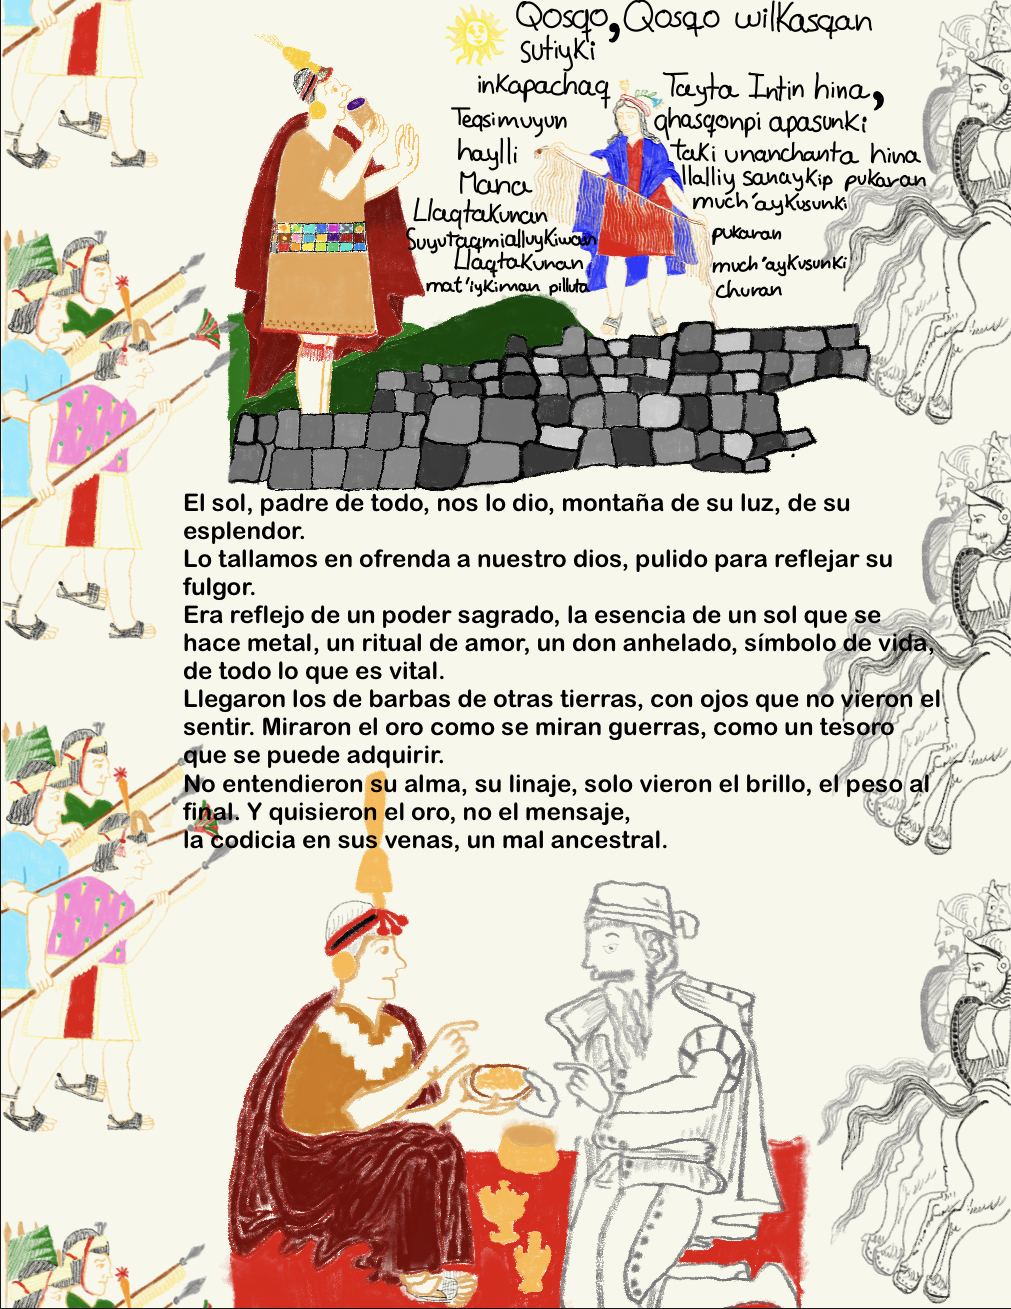 Qosqo, Qosqo wilkasqan
sutiyki
inkapachaq
Teqsimuyun
haylli
Mana
Llaqtakunan
Suyutaqmialluykiwan
Llaqtakunan
mat'iykiman pilluta
Tayta Intin hina,
qhasqonpi apasunki
taki unanchanta hina
llalliy sanaykip pukaran
much'aykusunki
pukaran
much'aykusunki
churan
El sol, padre de todo, nos lo dio, montaña de su luz, de su
esplendor.
Lo tallamos en ofrenda a nuestro dios, pulido para reflejar su
fulgor.
Era reflejo de un poder sagrado, la esencia de un sol que se
hace metal, un ritual de amor, un don anhelado, símbolo de vida,
de todo lo que es vital.
Llegaron los de barbas de otras tierras, con ojos que no vieron el
sentir. Miraron el oro como se miran guerras, como un tesoro
que se puede adquirir.
No entendieron su alma, su linaje, solo vieron el brillo, el peso al
final. Y quisieron el oro, no el mensaje,
la codicia en sus venas, un mal ancestral.